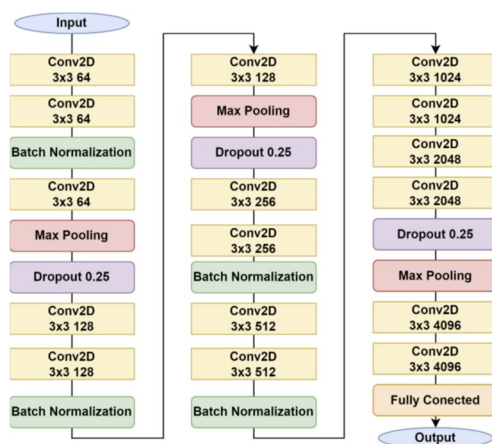 Input
Conv2D
3x3 64
Conv2D
3x3 64
Batch Normalization
Conv2D
3x3 64
Max Pooling
Dropout 0.25
Conv2D
3x3 128
Conv2D
3x3 128
Batch Normalization
Conv2D
3x3 128
Max Pooling
Dropout 0.25
Conv2D
3x3 256
Conv2D
3x3 256
Batch Normalization
Conv2D
3x3 512
Conv2D
3x3 512
Batch Normalization
Conv2D
3x3 1024
Conv2D
3x3 1024
Conv2D
3x3 2048
Conv2D
3x3 2048
Dropout 0.25
Max Pooling
Conv2D
3x3 4096
Conv2D
3x3 4096
Fully Conected
Output